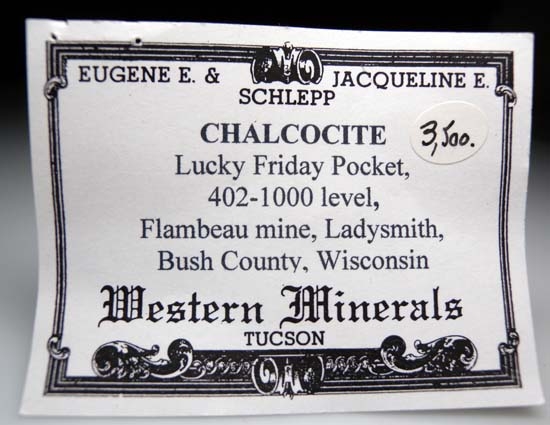 EUGENE E. & JACQUELINE E.
SCHLEPP
CHALCOCITE
3,500.
Lucky Friday Pocket,
402-1000 level,
Flambeau mine, Ladysmith,
Bush County, Wisconsin
Western Minerals
TUCSON